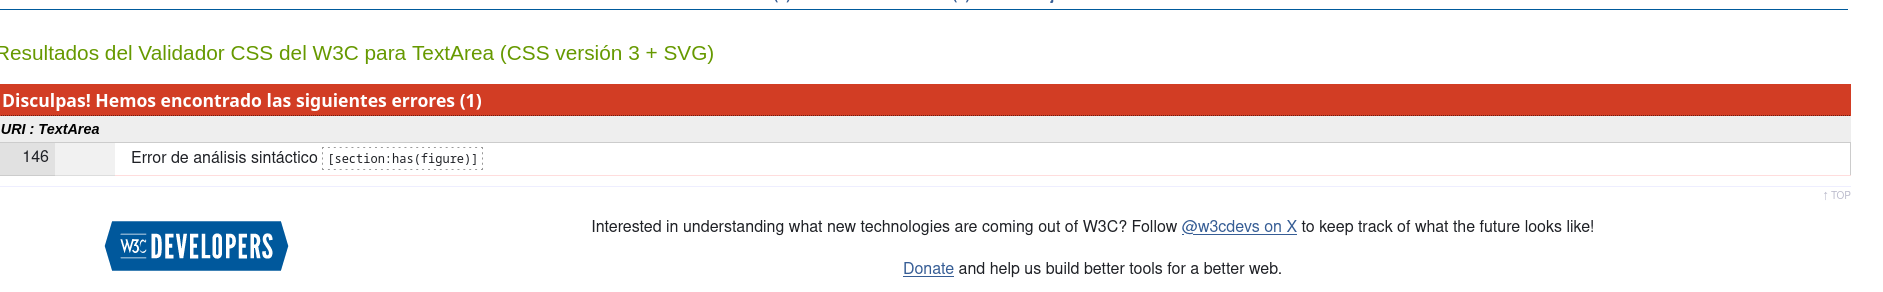 Resultados del Validador CSS del W3C para TextArea (CSS versión 3 + SVG)
Disculpas! Hemos encontrado las siguientes errores (1)
URI : TextArea
146 Error de análisis sintáctico [section:has(figure)]
↑ TOP
W3C DEVELOPERS
Interested in understanding what new technologies are coming out of W3C? Follow @w3cdevs on X to keep track of what the future looks like!
Donate and help us build better tools for a better web.